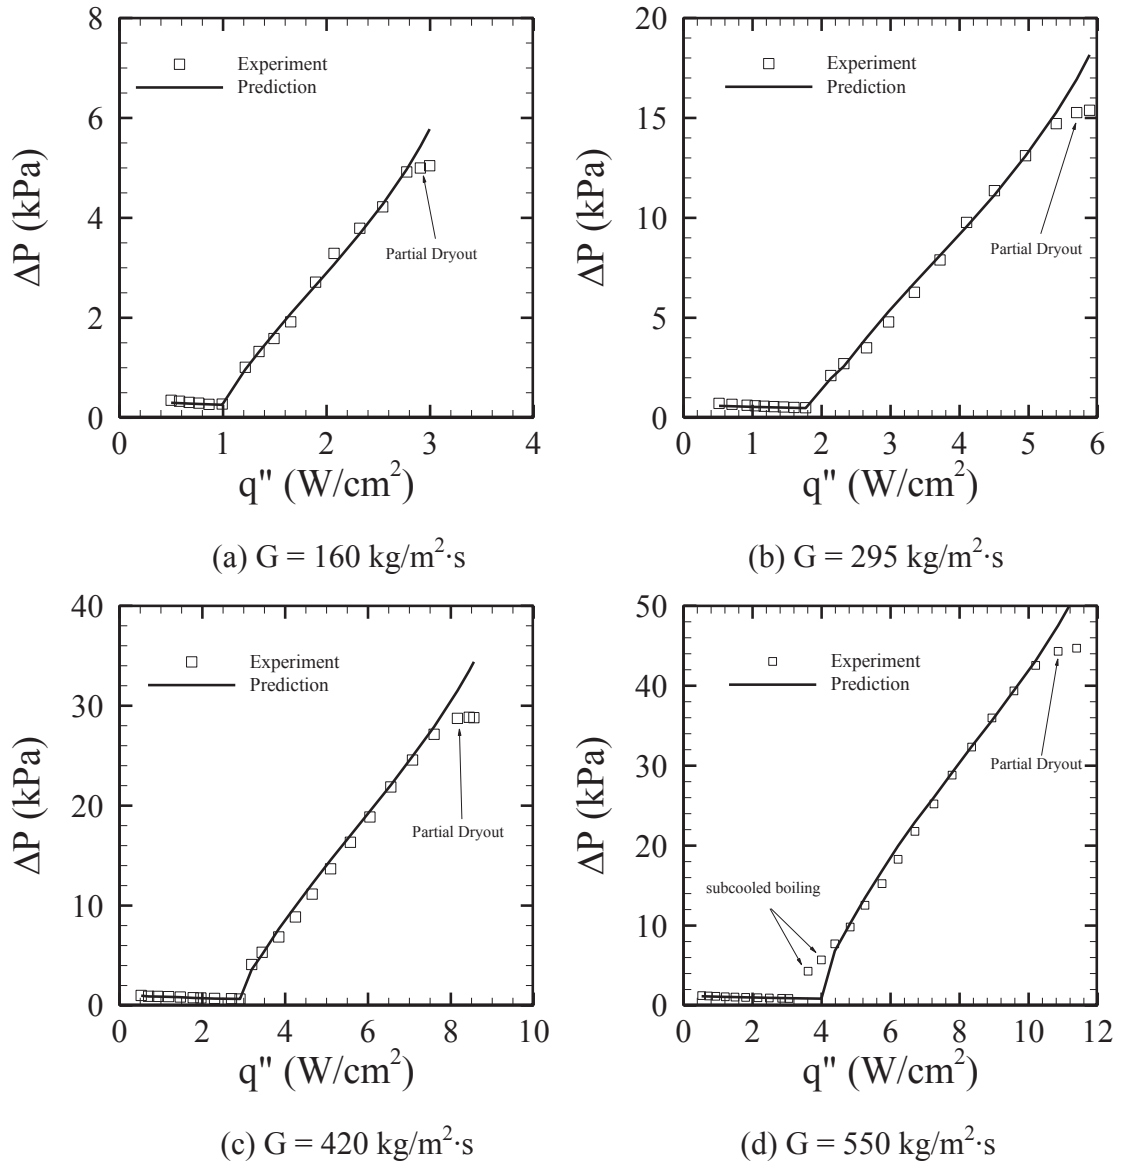 8
6
4
2
0
ΔP (kPa)
Experiment
Prediction
Partial Dryout
0 1 2 3 4
q" (W/cm²)
(a) G = 160 kg/m²·s
20
15
10
5
0
ΔP (kPa)
Experiment
Prediction
Partial Dryout
0 1 2 3 4 5 6
q" (W/cm²)
(b) G = 295 kg/m²·s
40
30
20
10
0
ΔP (kPa)
Experiment
Prediction
Partial Dryout
0 2 4 6 8 10
q" (W/cm²)
(c) G = 420 kg/m²·s
50
40
30
20
10
0
ΔP (kPa)
Experiment
Prediction
Partial Dryout
subcooled boiling
0 2 4 6 8 10 12
q" (W/cm²)
(d) G = 550 kg/m²·s